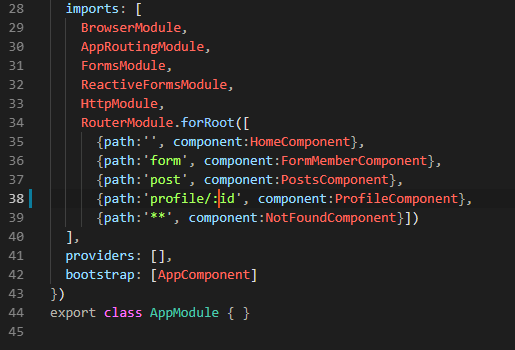 28 imports: [
29 BrowserModule,
30 AppRoutingModule,
31 FormsModule,
32 ReactiveFormsModule,
33 HttpModule,
34 RouterModule.forRoot([
35 {path:'', component:HomeComponent},
36 {path:'form', component:FormMemberComponent},
37 {path:'post', component:PostsComponent},
38 {path:'profile/:id', component:ProfileComponent},
39 {path:'**', component:NotFoundComponent}])
40 ],
41 providers: [],
42 bootstrap: [AppComponent]
43 })
44 export class AppModule { }
45